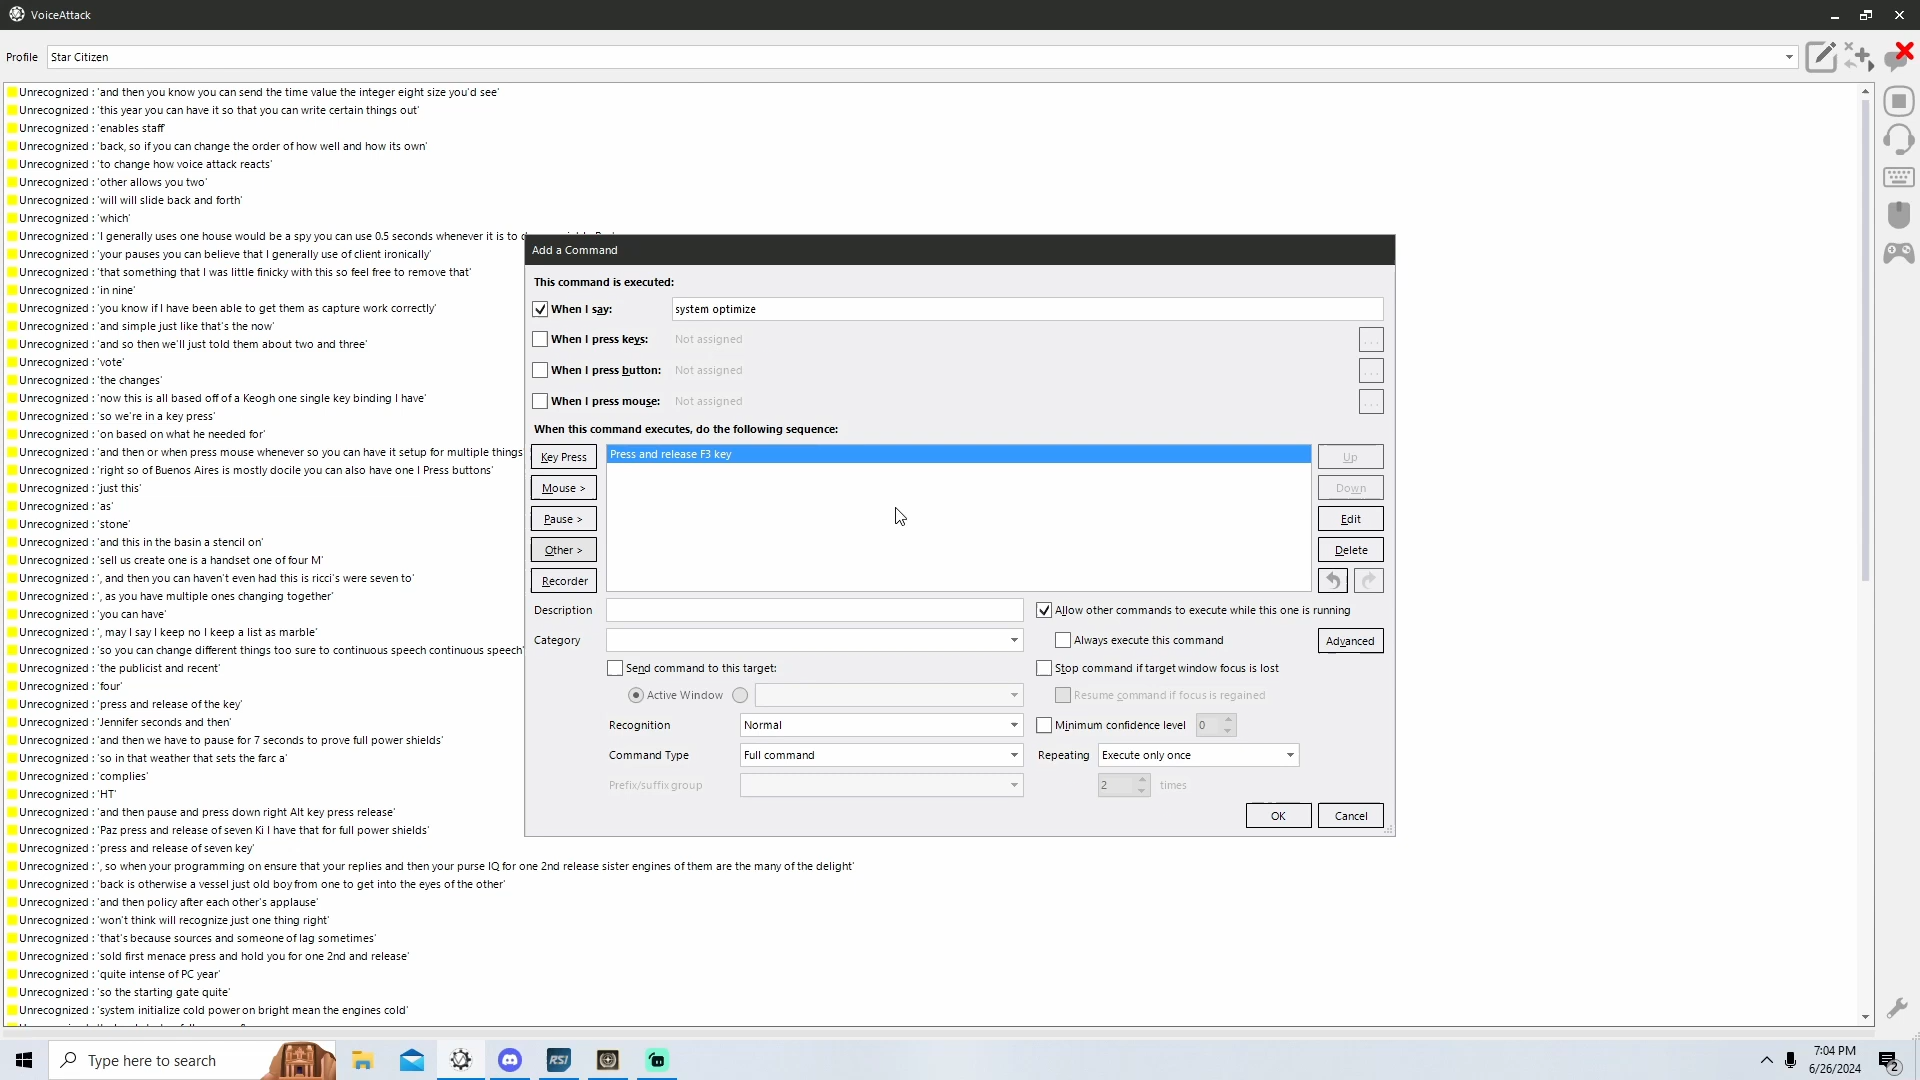 VoiceAttack
Profile Star Citizen
Unrecognized : 'and then you know you can send the time value the integer eight size you'd see'
Unrecognized : 'this year you can have it so that you can write certain things out'
Unrecognized : 'enables staff'
Unrecognized : 'back, so if you can change the order of how well and how its own'
Unrecognized : 'to change how voice attack reacts'
Unrecognized : 'other allows you two'
Unrecognized : 'will will slide back and forth'
Unrecognized : 'which'
Unrecognized : 'I generally uses one house would be a spy you can use 0.5 seconds whenever it is to
Unrecognized : 'your pauses you can believe that I generally use of client ironically'
Unrecognized : 'that something that I was little finicky with this so feel free to remove that'
Unrecognized : 'in nine'
Unrecognized : 'you know if I have been able to get them as capture work correctly'
Unrecognized : 'and simple just like that's the now'
Unrecognized : 'and so then we'll just told them about two and three'
Unrecognized : 'vote'
Unrecognized : 'the changes'
Unrecognized : 'now this is all based off of a Keogh one single key binding I have'
Unrecognized : 'so we're in a key press'
Unrecognized : 'on based on what he needed for'
Unrecognized : 'and then or when press mouse whenever so you can have it setup for multiple things
Unrecognized : 'right so of Buenos Aires is mostly docile you can also have one I Press buttons'
Unrecognized : 'just this'
Unrecognized : 'as'
Unrecognized : 'stone'
Unrecognized : 'and this in the basin a stencil on'
Unrecognized : 'sell us create one is a handset one of four M'
Unrecognized : ', and then you can haven't even had this is ricci's were seven to'
Unrecognized : ', as you have multiple ones changing together'
Unrecognized : 'you can have'
Unrecognized : ', may I say I keep no I keep a list as marble'
Unrecognized : 'so you can change different things too sure to continuous speech continuous speech'
Unrecognized : 'the publicist and recent'
Unrecognized : 'four'
Unrecognized : 'press and release of the key'
Unrecognized : 'Jennifer seconds and then'
Unrecognized : 'and then we have to pause for 7 seconds to prove full power shields'
Unrecognized : 'so in that weather that sets the farc a'
Unrecognized : 'complies'
Unrecognized : 'HT'
Unrecognized : 'and then pause and press down right Alt key press release'
Unrecognized : 'Paz press and release of seven Ki I have that for full power shields'
Unrecognized : 'press and release of seven key'
Unrecognized : ', so when your programming on ensure that your replies and then your purse IQ for one 2nd release sister engines of them are the many of the delight'
Unrecognized : 'back is otherwise a vessel just old boy from one to get into the eyes of the other'
Unrecognized : 'and then policy after each other's applause'
Unrecognized : 'won't think will recognize just one thing right'
Unrecognized : 'that's because sources and someone of lag sometimes'
Unrecognized : 'sold first menace press and hold you for one 2nd and release'
Unrecognized : 'quite intense of PC year'
Unrecognized : 'so the starting gate quite'
Unrecognized : 'system initialize cold power on bright mean the engines cold'
Add a Command
This command is executed:
When I say: system optimize
When I press keys: Not assigned ...
When I press button: Not assigned ...
When I press mouse: Not assigned ...
When this command executes, do the following sequence:
Key Press
Mouse >
Pause >
Other >
Recorder
Press and release F3 key
Up
Down
Edit
Delete
Description
Allow other commands to execute while this one is running
Category
Always execute this command
Advanced
Send command to this target:
Stop command if target window focus is lost
Active Window
Resume command if focus is regained
Recognition Normal
Minimum confidence level 0
Command Type Full command
Repeating Execute only once
Prefix/suffix group
2 times
OK
Cancel
Type here to search
RSI
7:04 PM
6/26/2024
2